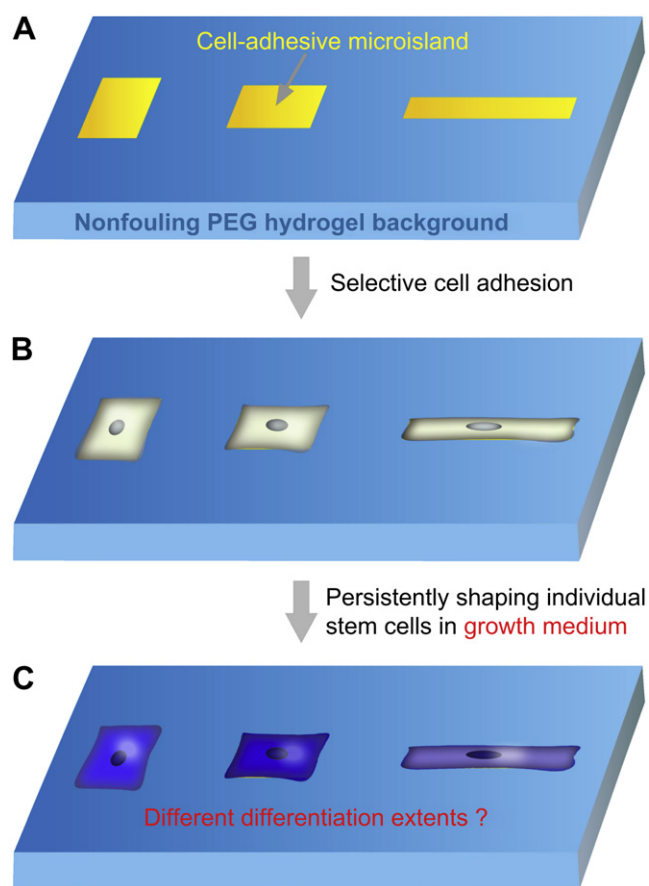 A
Cell-adhesive microisland
Nonfouling PEG hydrogel background
Selective cell adhesion
B
Persistently shaping individual
stem cells in growth medium
C
Different differentiation extents ?